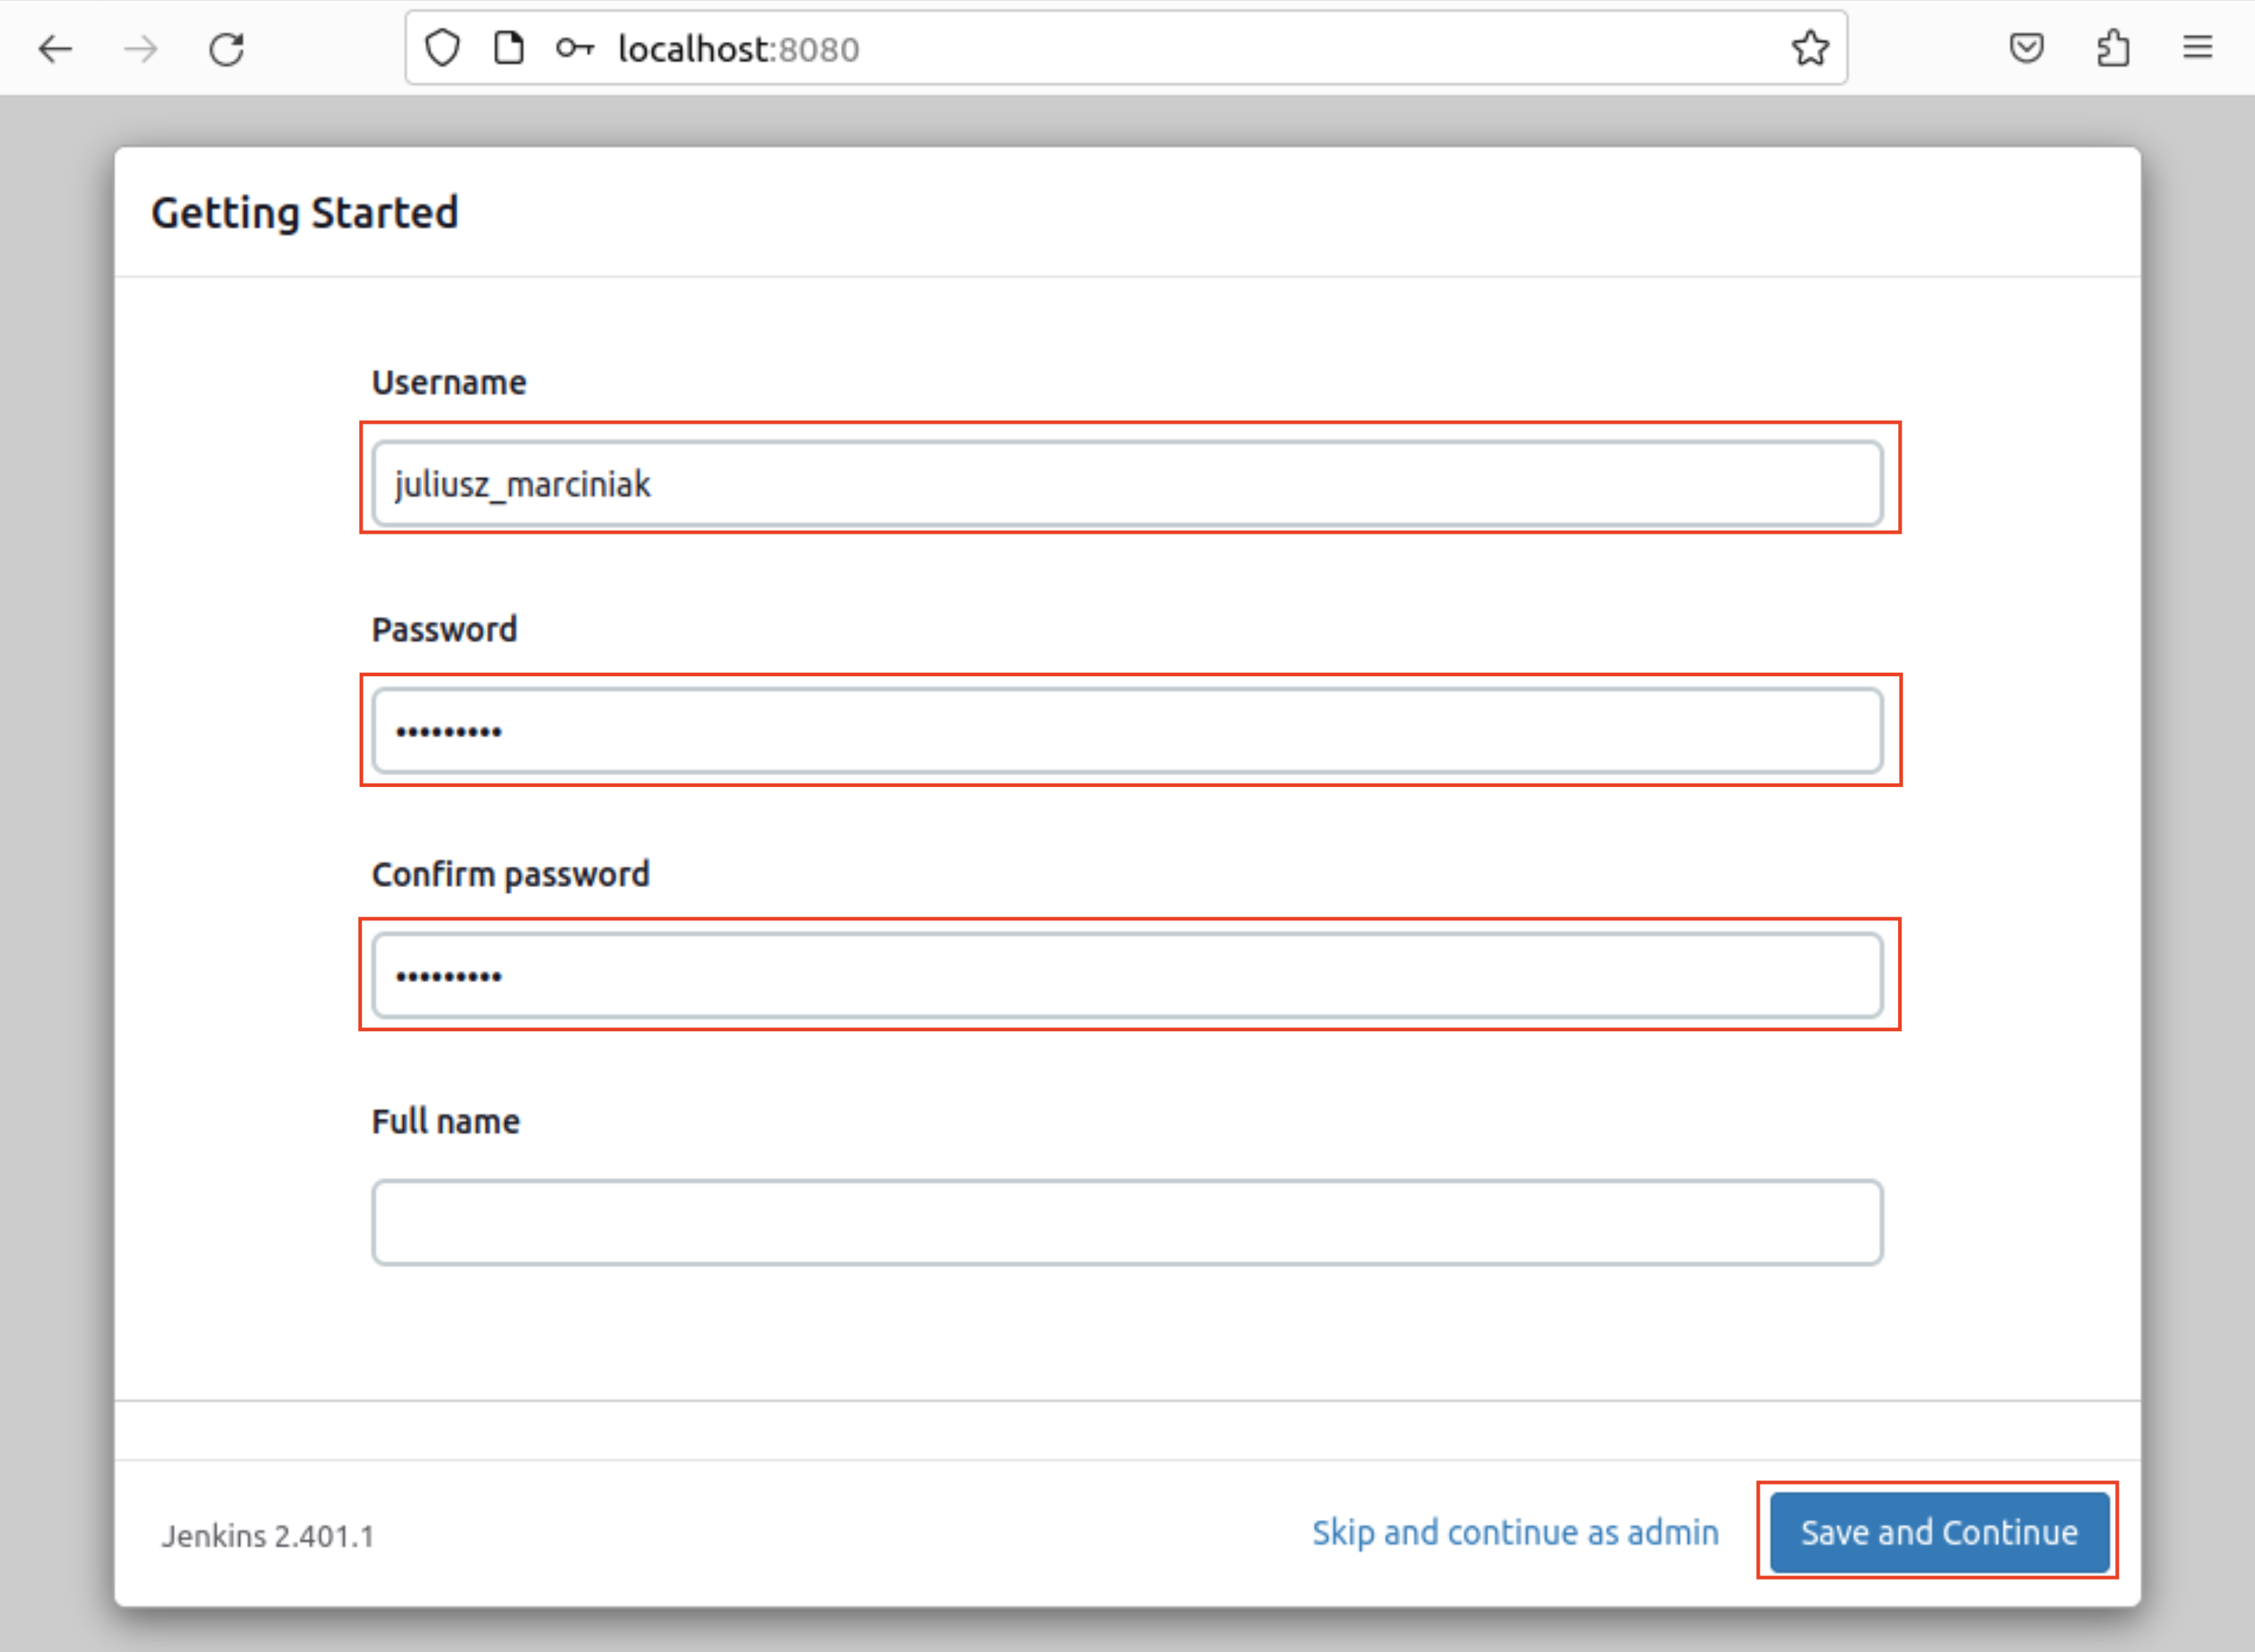 localhost:8080
Getting Started
Username
juliusz_marciniak
Password
•••••••••
Confirm password
•••••••••
Full name
Jenkins 2.401.1
Skip and continue as admin
Save and Continue